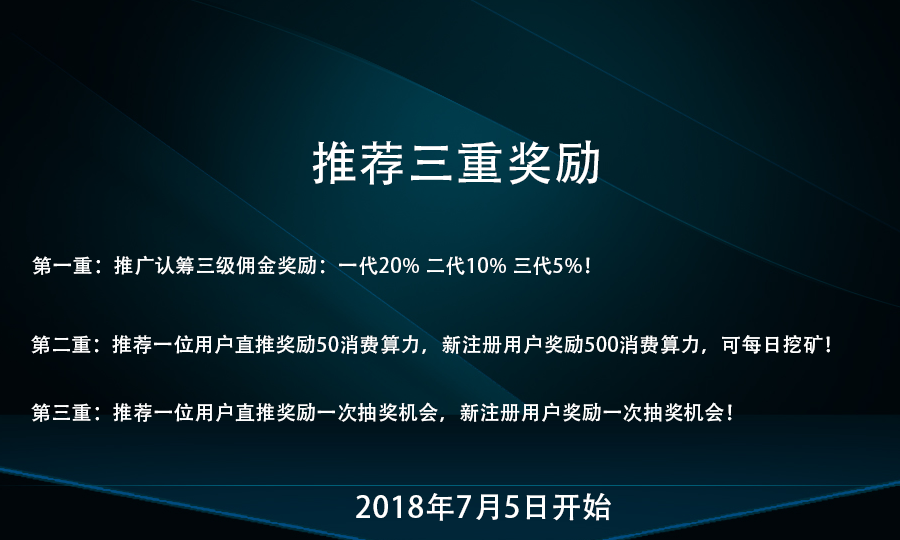 推荐三重奖励
第一重：推广认筹三级佣金奖励：一代20% 二代10% 三代5%！
第二重：推荐一位用户直推奖励50消费算力，新注册用户奖励500消费算力，可每日挖矿！
第三重：推荐一位用户直推奖励一次抽奖机会，新注册用户奖励一次抽奖机会！
2018年7月5日开始